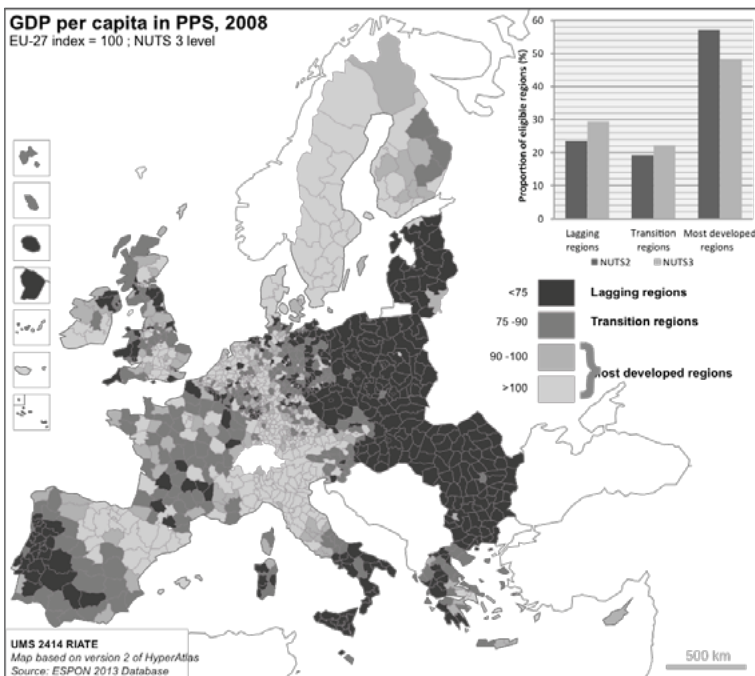 GDP per capita in PPS, 2008
EU-27 index = 100 ; NUTS 3 level
Proportion of eligible regions (%)
60
50
40
30
20
10
0
Lagging regions
Transition regions
Most developed regions
NUTS2
NUTS3
<75
Lagging regions
75 -90
Transition regions
90 -100
ost developed regions
>100
UMS 2414 RIATE
Map based on version 2 of HyperAtlas
Source: ESPON 2013 Database
500 km